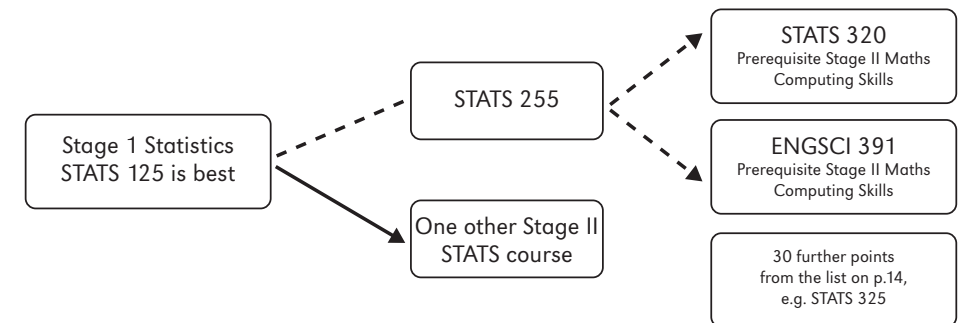 Stage 1 Statistics
STATS 125 is best
STATS 255
One other Stage II
STATS course
STATS 320
Prerequisite Stage II Maths
Computing Skills
ENGSCI 391
Prerequisite Stage II Maths
Computing Skills
30 further points
from the list on p.14,
e.g. STATS 325